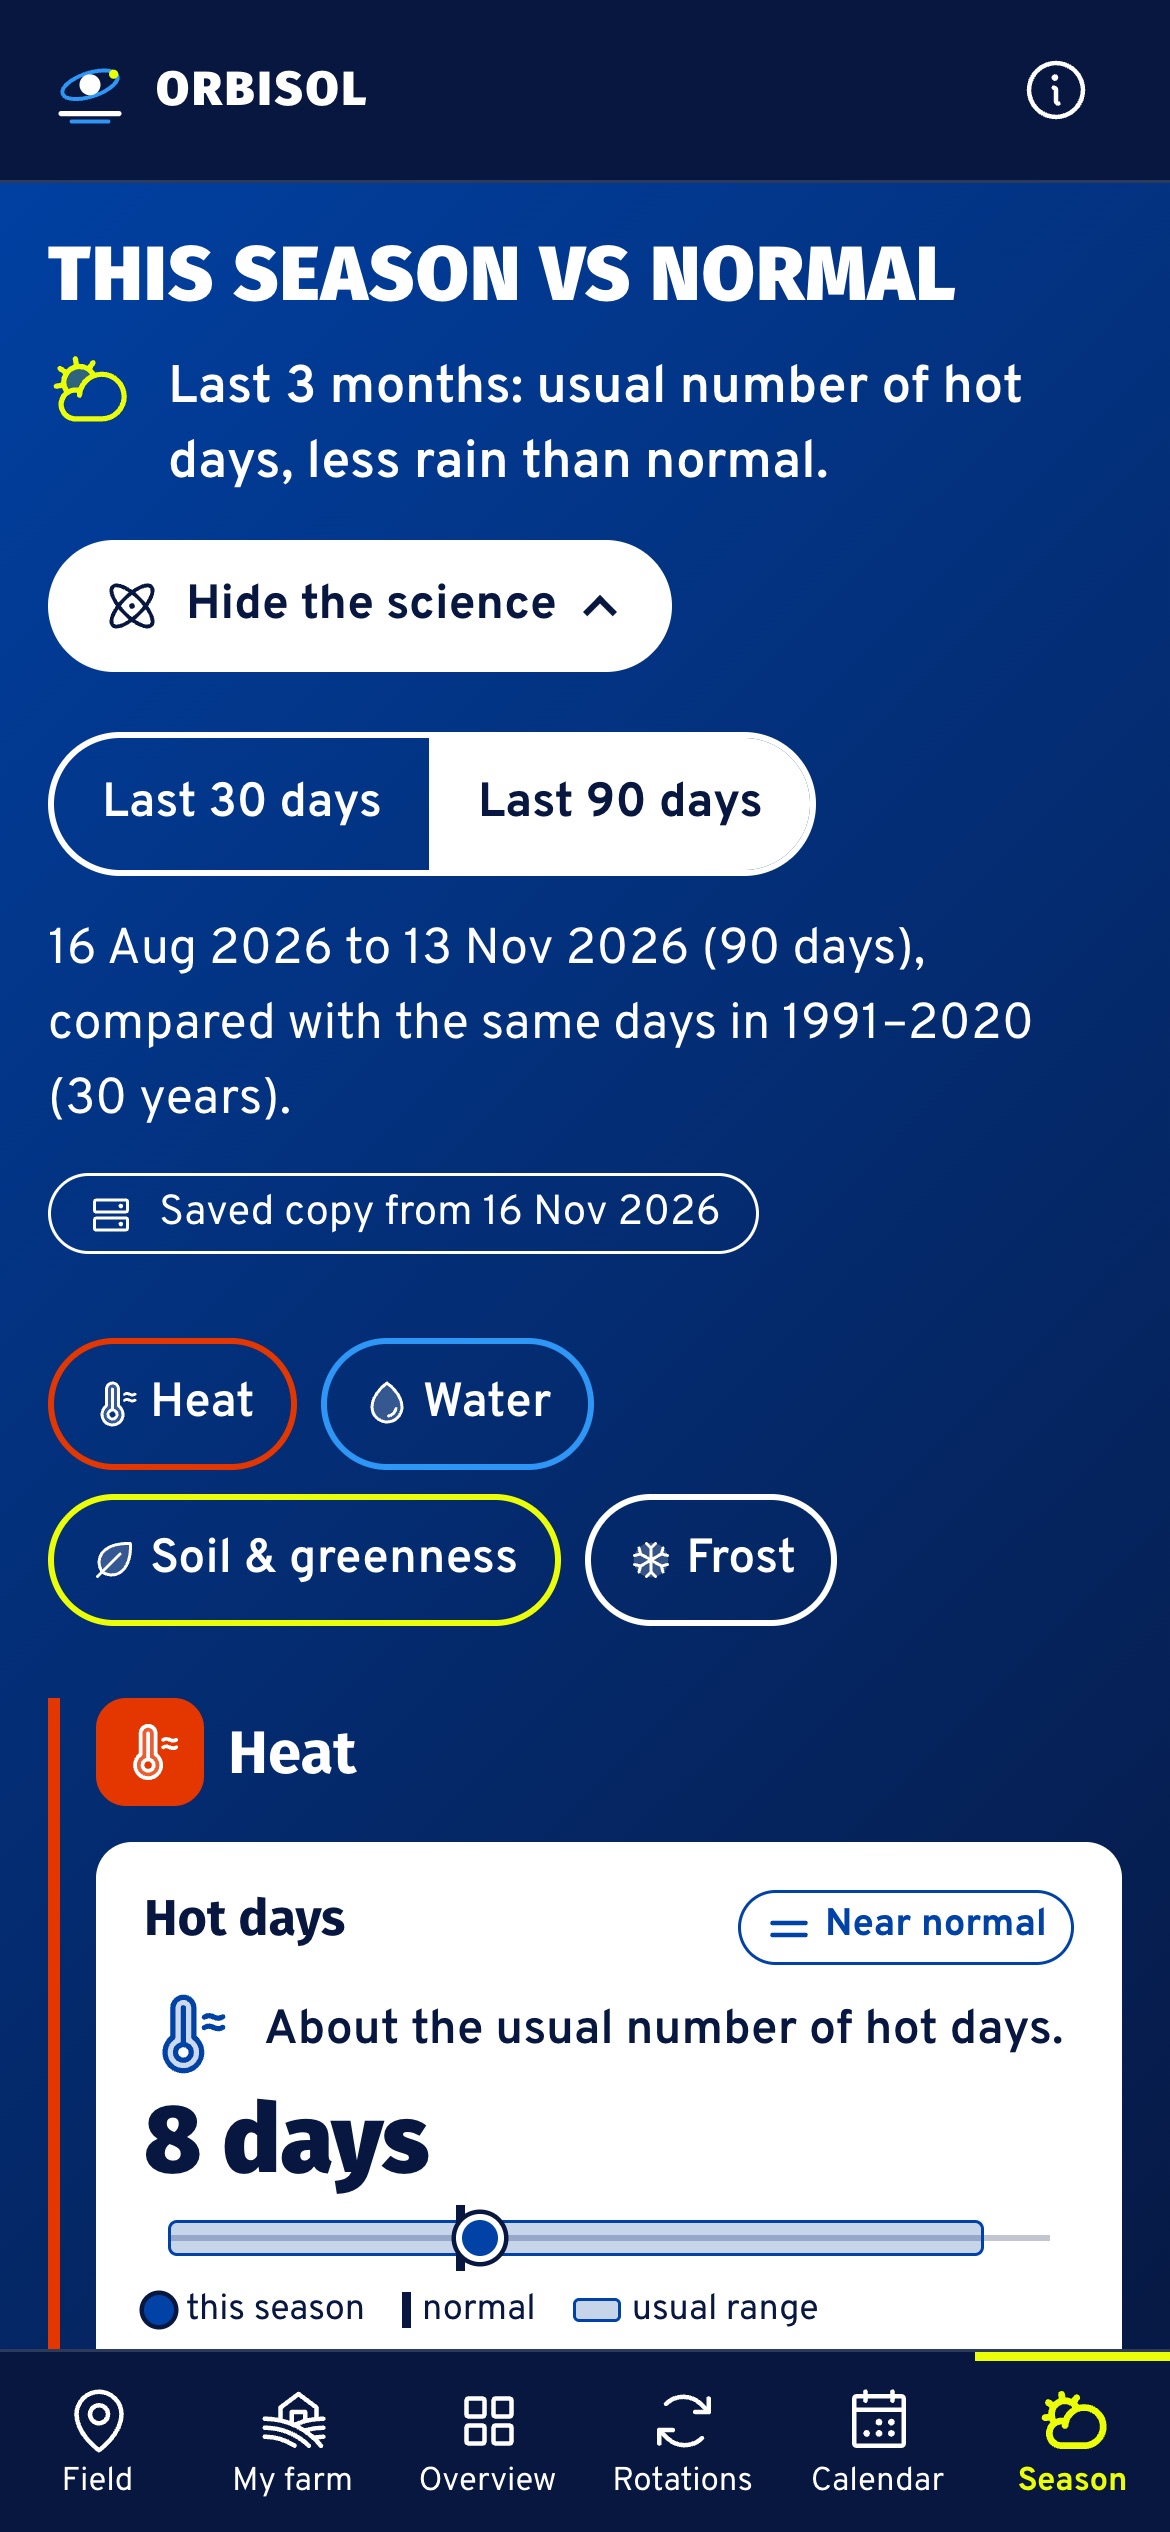 ORBISOL
THIS SEASON VS NORMAL
Last 3 months: usual number of hot
days, less rain than normal.
Hide the science
Last 30 days
Last 90 days
16 Aug 2026 to 13 Nov 2026 (90 days),
compared with the same days in 1991–2020
(30 years).
Saved copy from 16 Nov 2026
Heat
Water
Soil & greenness
Frost
Heat
Hot days
Near normal
About the usual number of hot days.
8 days
this season
normal
usual range
Field
My farm
Overview
Rotations
Calendar
Season